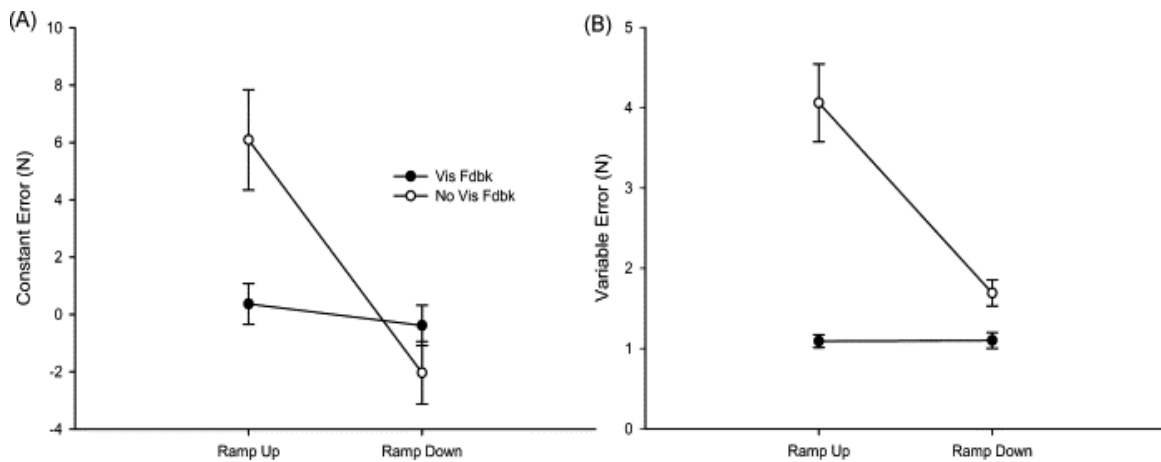 (A)
10
8
6
4
2
0
-2
-4
Constant Error (N)
Vis Fdbk
No Vis Fdbk
Ramp Up
Ramp Down
(B)
5
4
3
2
1
0
Variable Error (N)
Ramp Up
Ramp Down